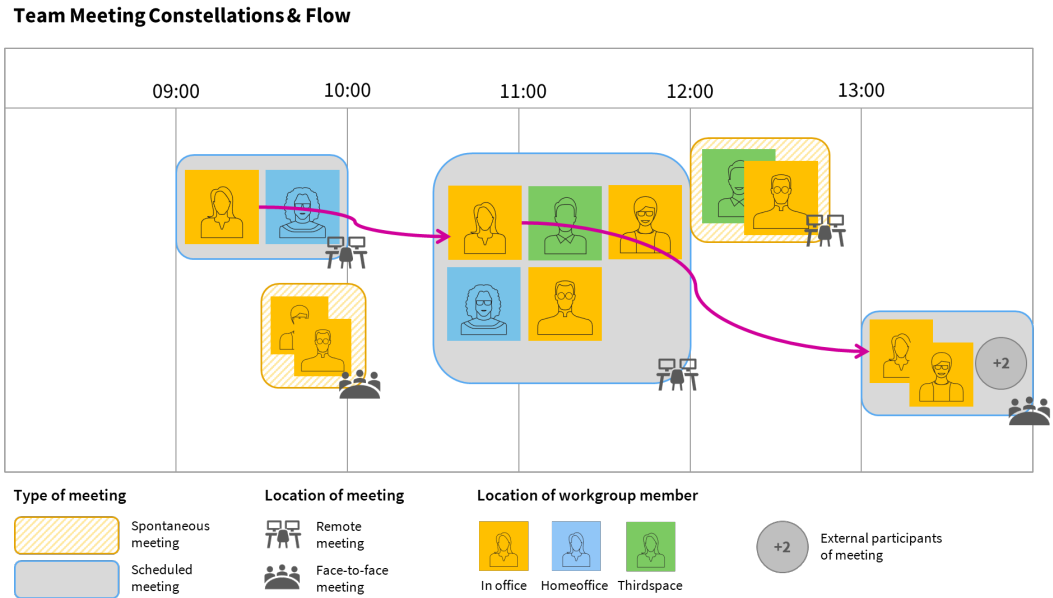 Team Meeting Constellations & Flow
09:00
10:00
11:00
12:00
13:00
+2
Type of meeting
Spontaneous
meeting
Scheduled
meeting
Location of meeting
Remote
meeting
Face-to-face
meeting
Location of workgroup member
In office
Homeoffice
Thirdspace
+2
External participants
of meeting